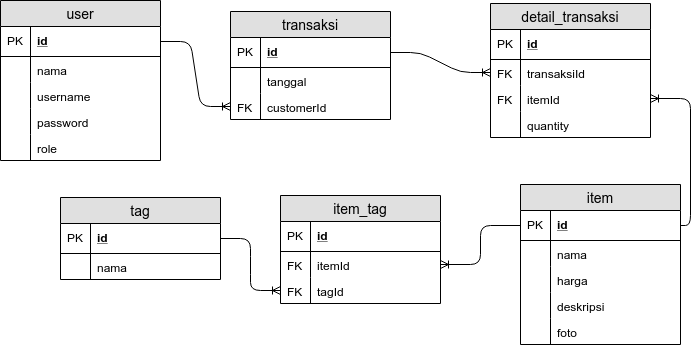 user
PK id
nama
username
password
role
transaksi
PK id
tanggal
FK customerId
detail_transaksi
PK id
FK transaksiId
FK itemId
quantity
tag
PK id
nama
item_tag
PK id
FK itemId
FK tagId
item
PK id
nama
harga
deskripsi
foto